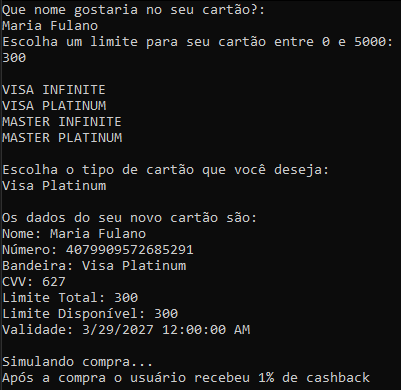 Que nome gostaria no seu cartão?:
Maria Fulano
Escolha um limite para seu cartão entre 0 e 5000:
300
VISA INFINITE
VISA PLATINUM
MASTER INFINITE
MASTER PLATINUM
Escolha o tipo de cartão que você deseja:
Visa Platinum
Os dados do seu novo cartão são:
Nome: Maria Fulano
Número: 4079909572685291
Bandeira: Visa Platinum
CVV: 627
Limite Total: 300
Limite Disponível: 300
Validade: 3/29/2027 12:00:00 AM
Simulando compra...
Após a compra o usuário recebeu 1% de cashback